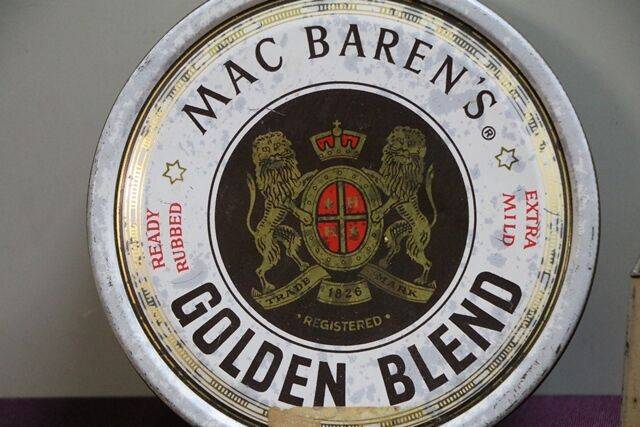 MAC BAREN'S®
READY
RUBBED
EXTRA
MILD
TRADE 1826 MARK
• REGISTERED •
GOLDEN BLEND